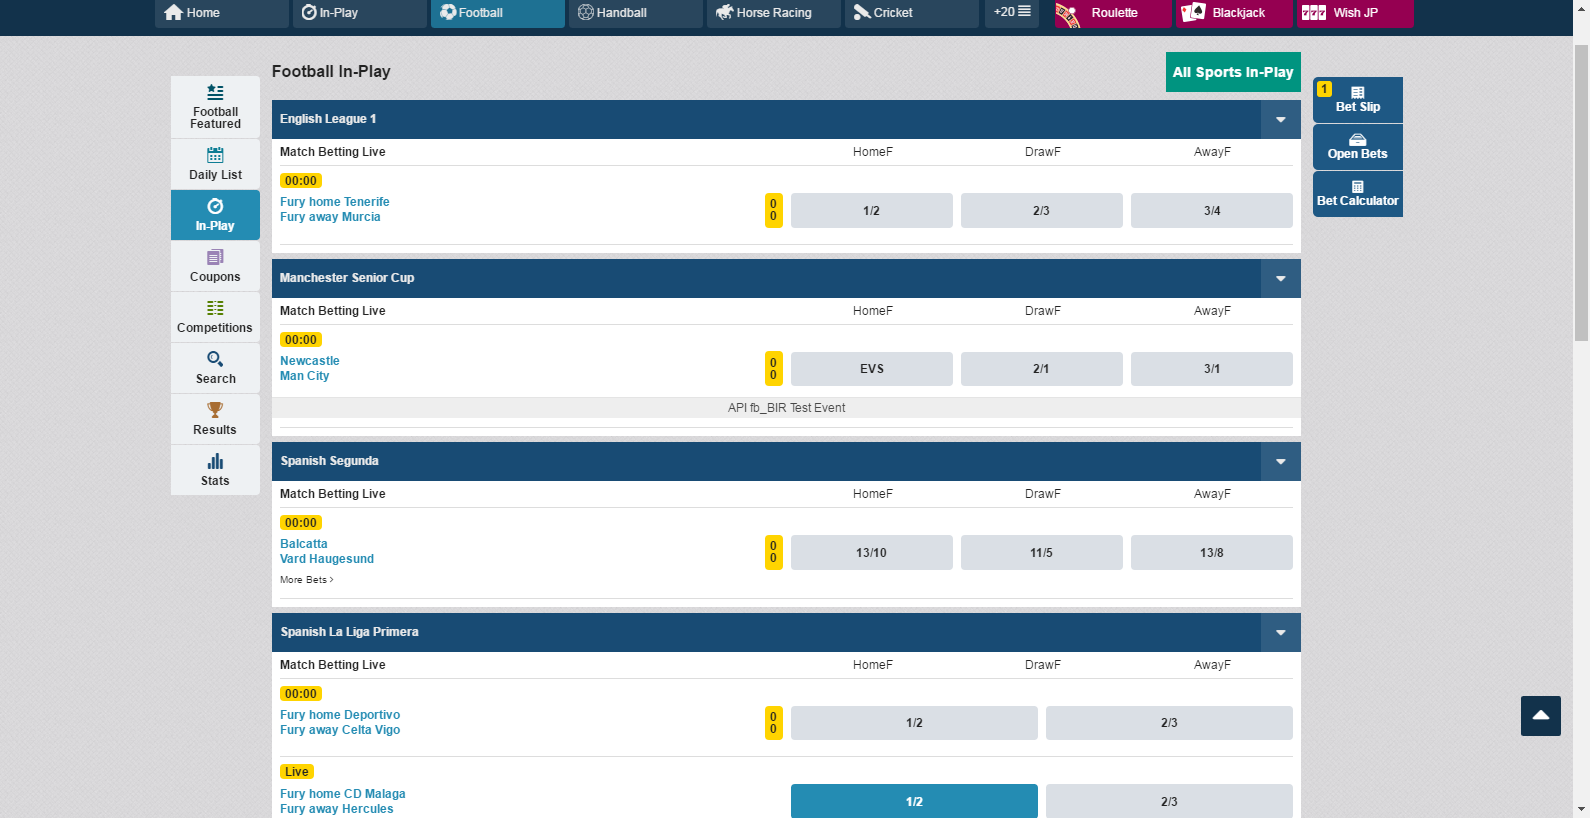 Home
In-Play
Football
Handball
Horse Racing
Cricket
+20
Roulette
Blackjack
777
Wish JP
Football In-Play
All Sports In-Play
Football
Featured
Daily List
In-Play
Coupons
Competitions
Search
Results
Stats
1
Bet Slip
Open Bets
Bet Calculator
English League 1
Match Betting Live HomeF DrawF AwayF
00:00
Fury home Tenerife
Fury away Murcia
0
0
1/2 2/3 3/4
Manchester Senior Cup
Match Betting Live HomeF DrawF AwayF
00:00
Newcastle
Man City
0
0
EVS 2/1 3/1
API fb_BIR Test Event
Spanish Segunda
Match Betting Live HomeF DrawF AwayF
00:00
Balcatta
Vard Haugesund
0
0
13/10 11/5 13/8
More Bets >
Spanish La Liga Primera
Match Betting Live HomeF DrawF AwayF
00:00
Fury home Deportivo
Fury away Celta Vigo
0
0
1/2 2/3
Live
Fury home CD Malaga
Fury away Hercules
1/2 2/3